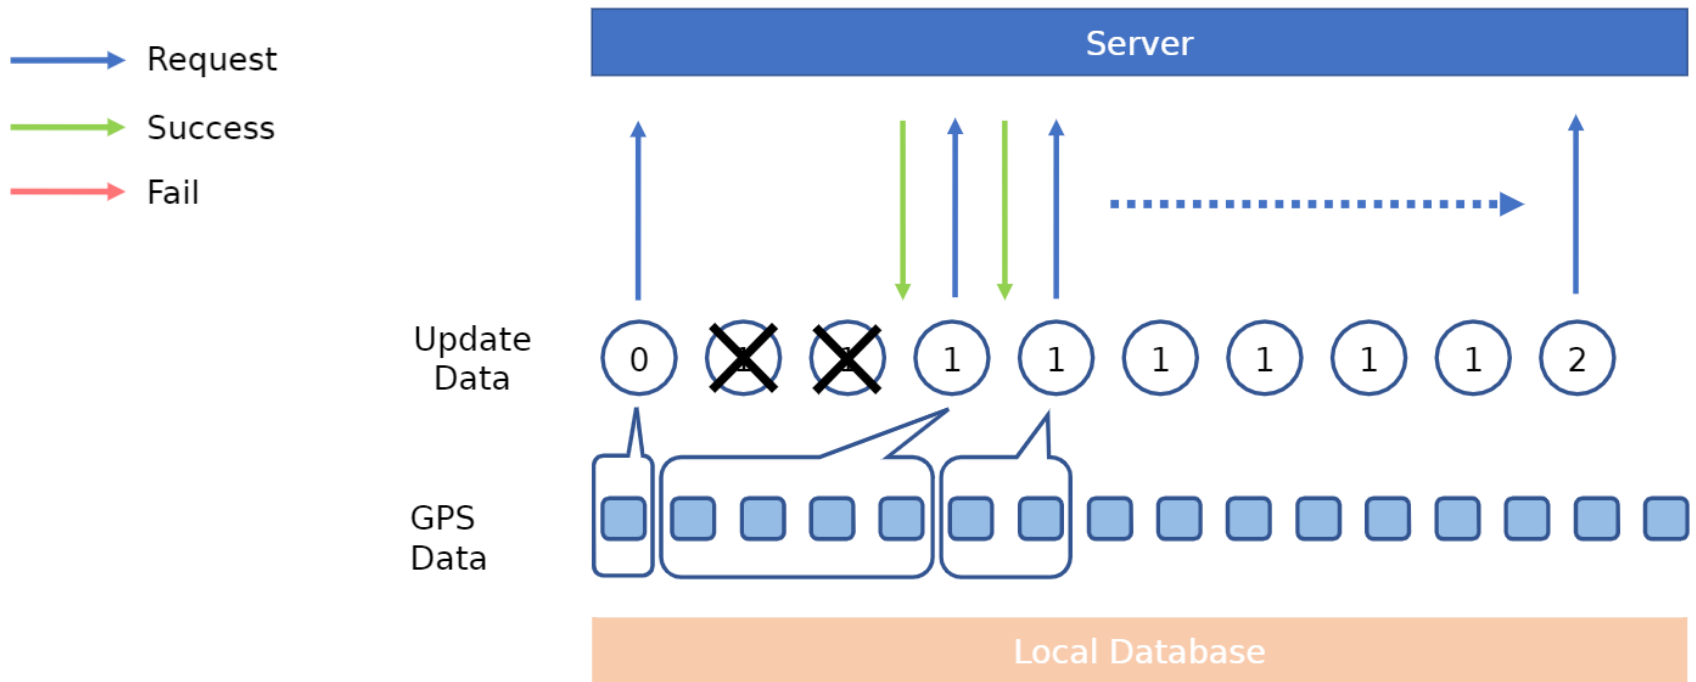 Server
Request
Success
Fail
Update
Data
0
1
1
1
1
1
1
2
GPS
Data
Local Database